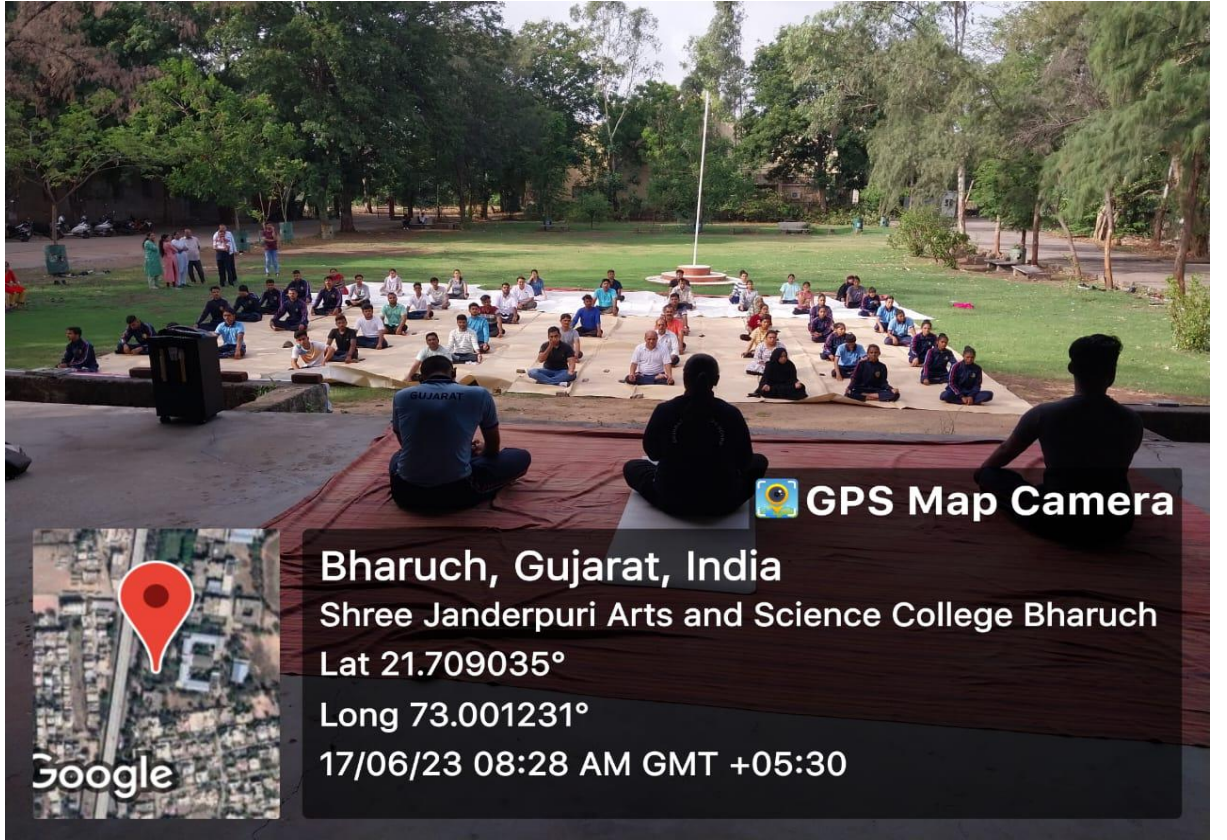 GUJARAT
GPS Map Camera
Bharuch, Gujarat, India
Shree Janderpuri Arts and Science College Bharuch
Lat 21.709035°
Long 73.001231°
17/06/23 08:28 AM GMT +05:30
Google